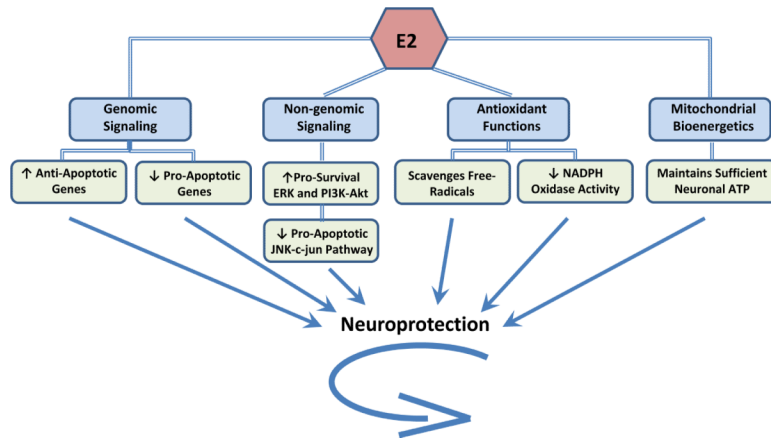 E2
Genomic
Signaling
Non-genomic
Signaling
Antioxidant
Functions
Mitochondrial
Bioenergetics
↑ Anti-Apoptotic
Genes
↓ Pro-Apoptotic
Genes
↑Pro-Survival
ERK and PI3K-Akt
↓ Pro-Apoptotic
JNK-c-jun Pathway
Scavenges Free-
Radicals
↓ NADPH
Oxidase Activity
Maintains Sufficient
Neuronal ATP
Neuroprotection